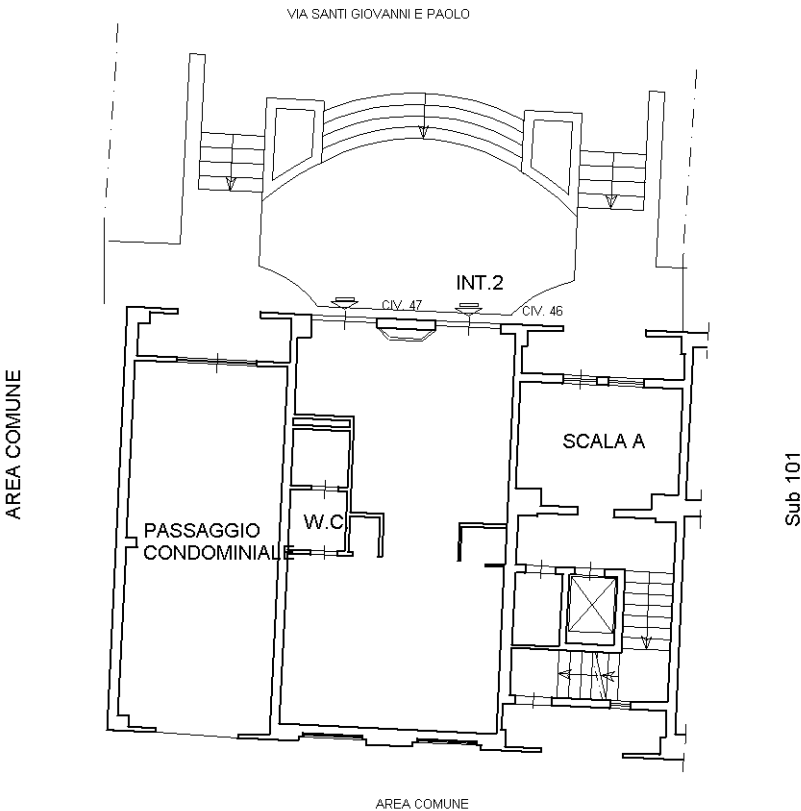 VIA SANTI GIOVANNI E PAOLO
INT.2
CIV. 47
CIV. 46
AREA COMUNE
SCALA A
Sub 101
PASSAGGIO
CONDOMINIALE
W.C.
AREA COMUNE